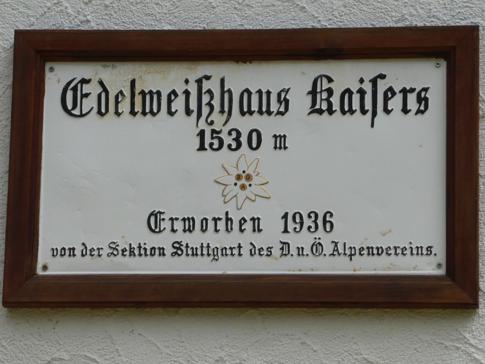 Edelweißhaus Kaisers
1530 m
Erworben 1936
von der Sektion Stuttgart des D. u. Ö. Alpenvereins.